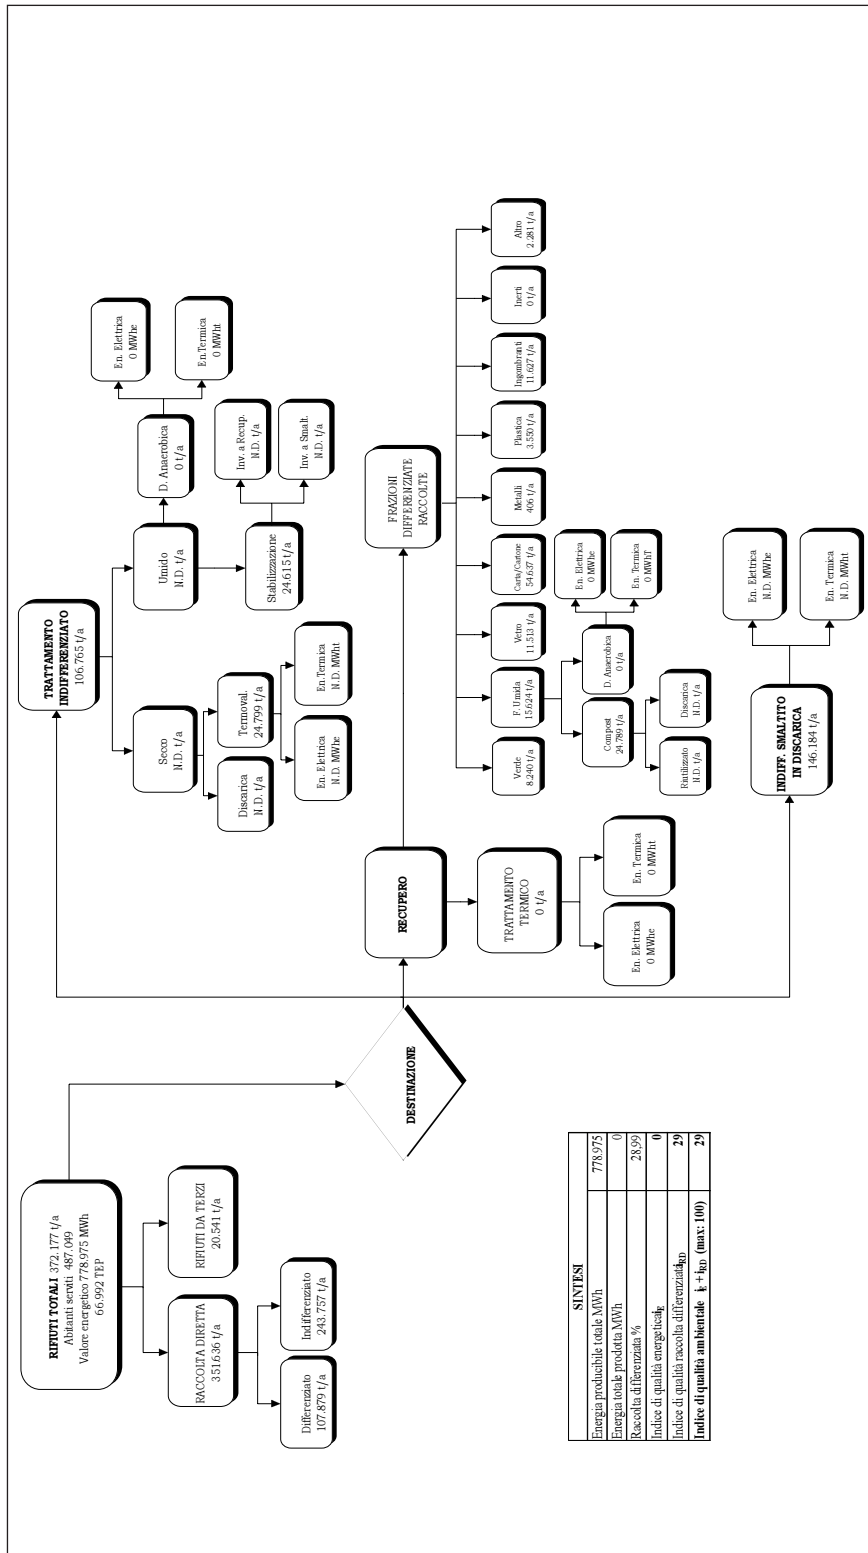 RIFIUTI TOTALI 372.177 t/a
Abitanti serviti 487.049
Valore energetico 778.975 MWh
66.992 TEP
RACCOLTA DIRETTA
351.636 t/a
RIFIUTI DA TERZI
20.541 t/a
Differenziato
107.879 t/a
Indifferenziato
243.757 t/a
DESTINAZIONE
TRATTAMENTO
INDIFFERENZIATO
106.765 t/a
Secco
N.D. t/a
Umido
N.D. t/a
Discarica
N.D. t/a
Termoval.
24.799 t/a
En. Elettrica
N.D. MWhe
En.Termica
N.D. MWht
D. Anaerobica
0 t/a
En. Elettrica
0 MWhe
En.Termica
0 MWht
Stabilizzazione
24.615 t/a
Inv. a Recup.
N.D. t/a
Inv. a Smalt.
N.D. t/a
RECUPERO
TRATTAMENTO
TERMICO
0 t/a
En. Elettrica
0 MWhe
En. Termica
0 MWht
FRAZIONI
DIFFERENZIATE
RACCOLTE
Verde
8.240 t/a
F. Umida
15.624 t/a
Vetro
11.513 t/a
Carta/Cartone
54.637 t/a
Metalli
406 t/a
Plastica
3.550 t/a
Ingombranti
11.627 t/a
Inerti
0 t/a
Altro
2.281 t/a
Compost
24.789 t/a
D. Anaerobica
0 t/a
En. Elettrica
0 MWhe
En. Termica
0 MWhT
Riutilizzato
N.D. t/a
Discarica
N.D. t/a
INDIFF. SMALTITO
IN DISCARICA
146.184 t/a
En. Elettrica
N.D. MWhe
En. Termica
N.D. MWht
SINTESI
Energia producibile totale MWh 778.975
Energia totale prodotta MWh 0
Raccolta differenziata % 28,99
Indice di qualità energetica iE 0
Indice di qualità raccolta differenziata iRD 29
Indice di qualità ambientale iE + iRD (max: 100) 29